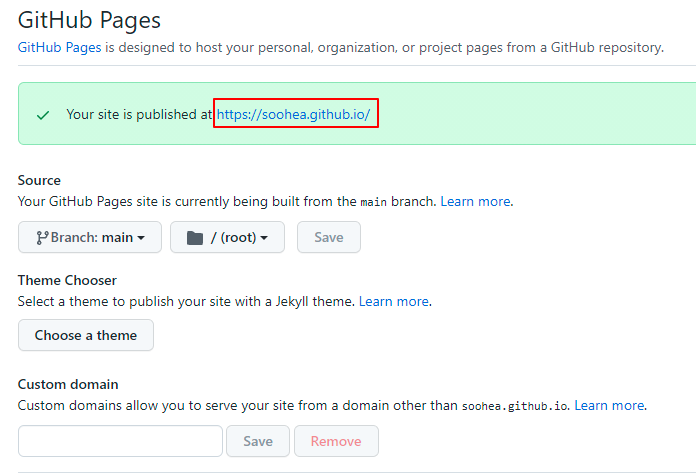 GitHub Pages
GitHub Pages is designed to host your personal, organization, or project pages from a GitHub repository.
Your site is published at https://soohea.github.io/
Source
Your GitHub Pages site is currently being built from the main branch. Learn more.
Branch: main
/ (root)
Save
Theme Chooser
Select a theme to publish your site with a Jekyll theme. Learn more.
Choose a theme
Custom domain
Custom domains allow you to serve your site from a domain other than soohea.github.io. Learn more.
Save
Remove